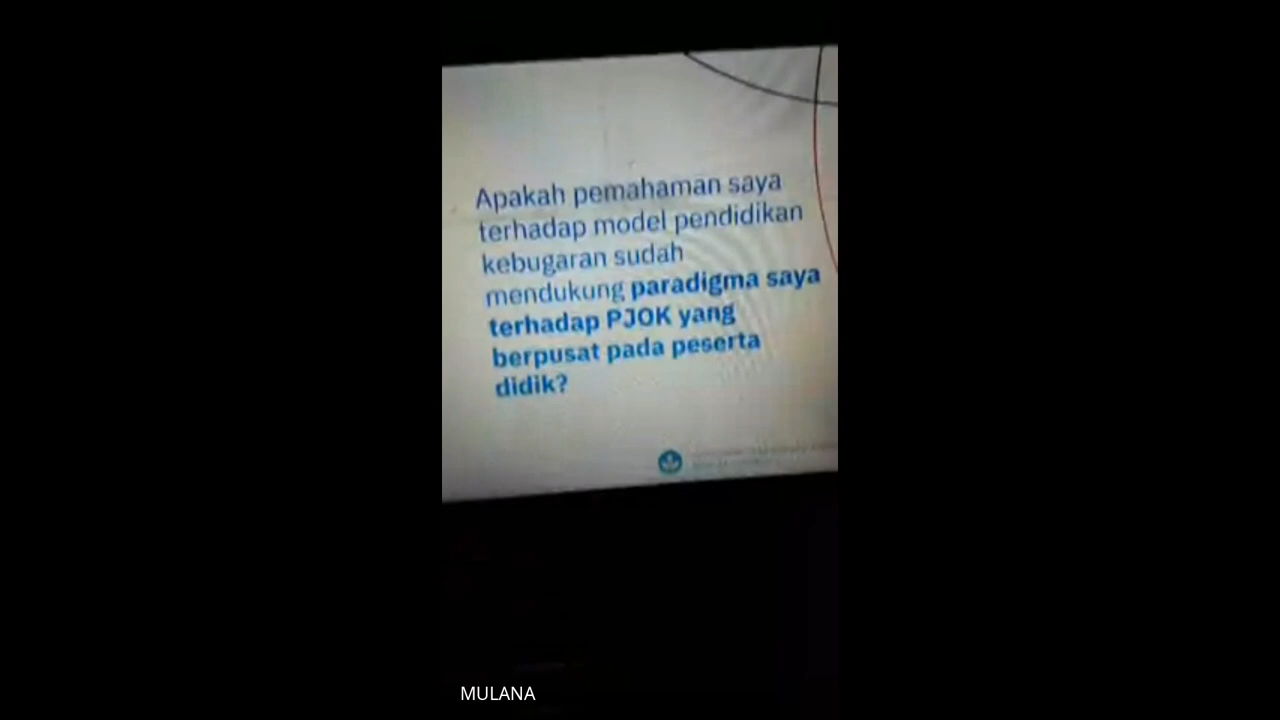 Apakah pemahaman saya
terhadap model pendidikan
kebugaran sudah
mendukung paradigma saya
terhadap PJOK yang
berpusat pada peserta
didik?
MULANA